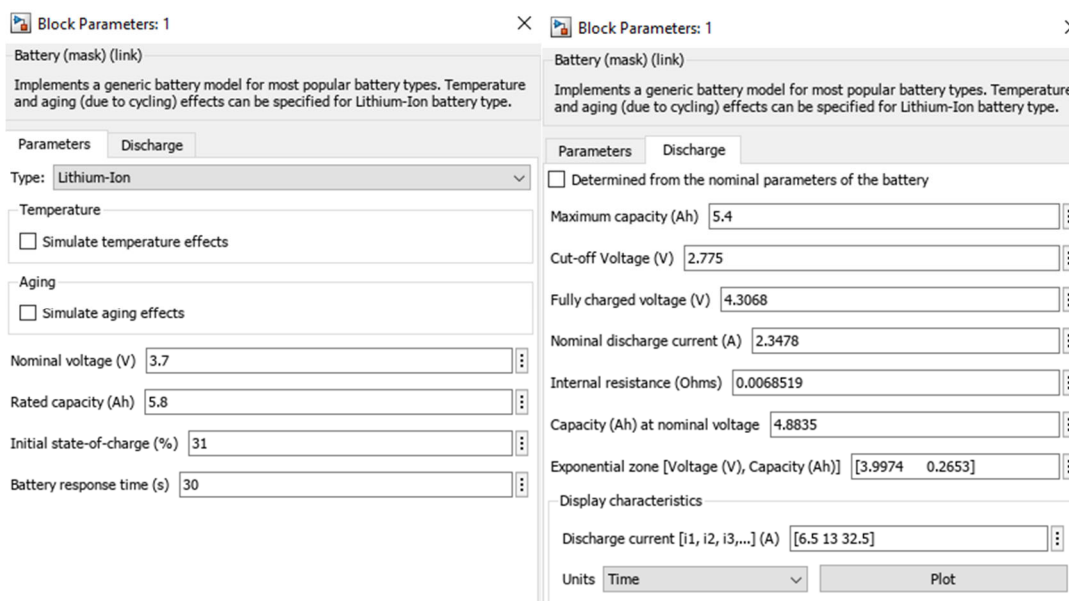 Block Parameters: 1
Battery (mask) (link)
Implements a generic battery model for most popular battery types. Temperature
and aging (due to cycling) effects can be specified for Lithium-Ion battery type.
Parameters Discharge
Type: Lithium-Ion
Temperature
Simulate temperature effects
Aging
Simulate aging effects
Nominal voltage (V) 3.7
Rated capacity (Ah) 5.8
Initial state-of-charge (%) 31
Battery response time (s) 30
Block Parameters: 1
Battery (mask) (link)
Implements a generic battery model for most popular battery types. Temperature
and aging (due to cycling) effects can be specified for Lithium-Ion battery type.
Parameters Discharge
Determined from the nominal parameters of the battery
Maximum capacity (Ah) 5.4
Cut-off Voltage (V) 2.775
Fully charged voltage (V) 4.3068
Nominal discharge current (A) 2.3478
Internal resistance (Ohms) 0.0068519
Capacity (Ah) at nominal voltage 4.8835
Exponential zone [Voltage (V), Capacity (Ah)] [3.9974 0.2653]
Display characteristics
Discharge current [i1, i2, i3,...] (A) [6.5 13 32.5]
Units Time Plot